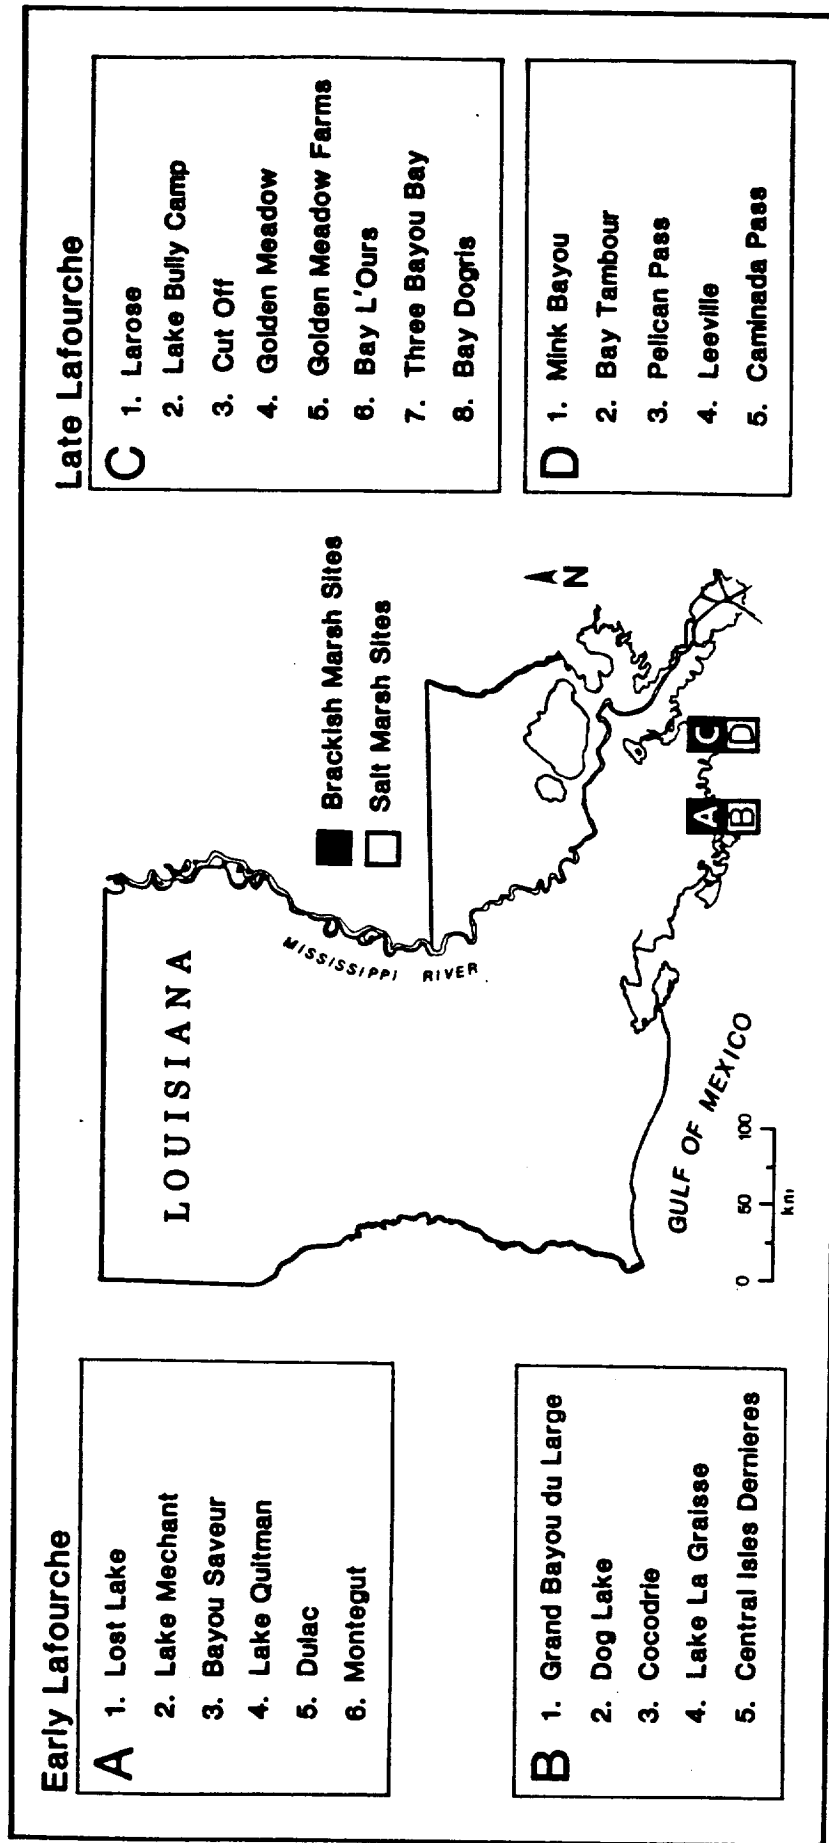 Early Lafourche
A
1. Lost Lake
2. Lake Mechant
3. Bayou Saveur
4. Lake Quitman
5. Dulac
6. Montegut
B
1. Grand Bayou du Large
2. Dog Lake
3. Cocodrie
4. Lake La Graisse
5. Central Isles Dernieres
LOUISIANA
MISSISSIPPI RIVER
Brackish Marsh Sites
Salt Marsh Sites
N
A
B
C
D
GULF OF MEXICO
0 50 100
km
Late Lafourche
C
1. Larose
2. Lake Bully Camp
3. Cut Off
4. Golden Meadow
5. Golden Meadow Farms
6. Bay L'Ours
7. Three Bayou Bay
8. Bay Dogris
D
1. Mink Bayou
2. Bay Tambour
3. Pelican Pass
4. Leeville
5. Caminada Pass